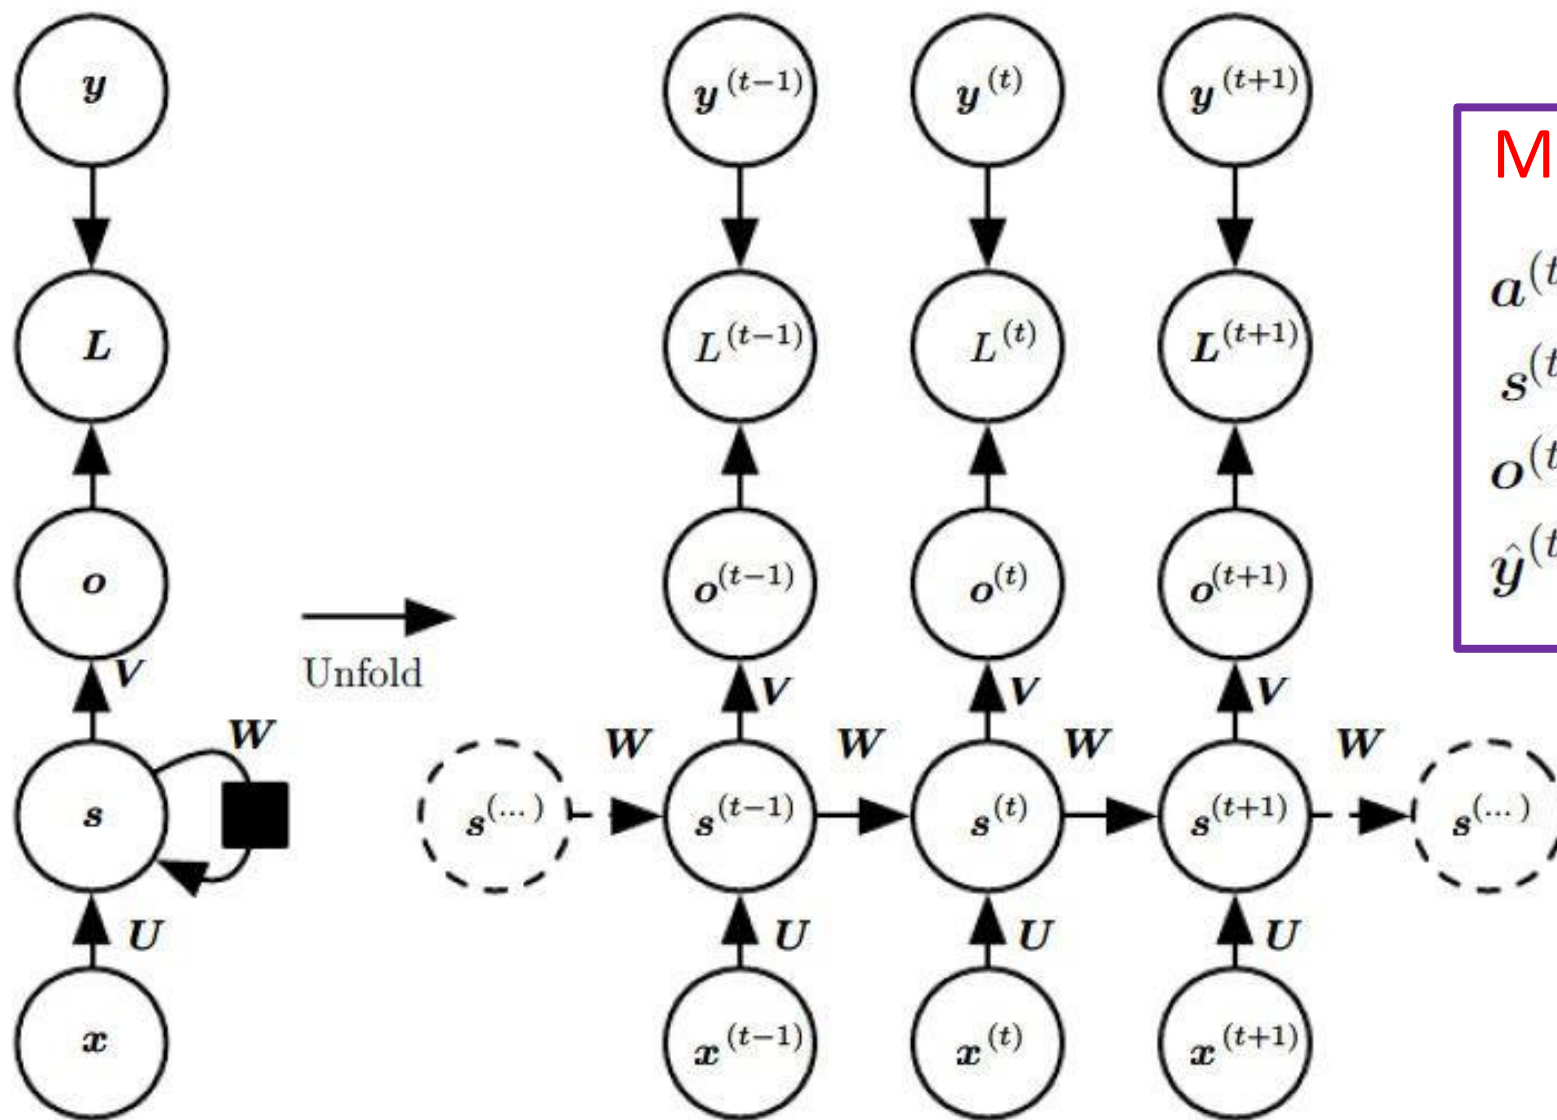 y y^(t−1) y^(t) y^(t+1)
M
L L^(t−1) L^(t) L^(t+1)
a^(t
s^(t
o^(t
ŷ^(t
o o^(t−1) o^(t) o^(t+1)
Unfold
V V V V
W W W W W
s s^(...) s^(t−1) s^(t) s^(t+1) s^(...)
U U U U
x x^(t−1) x^(t) x^(t+1)